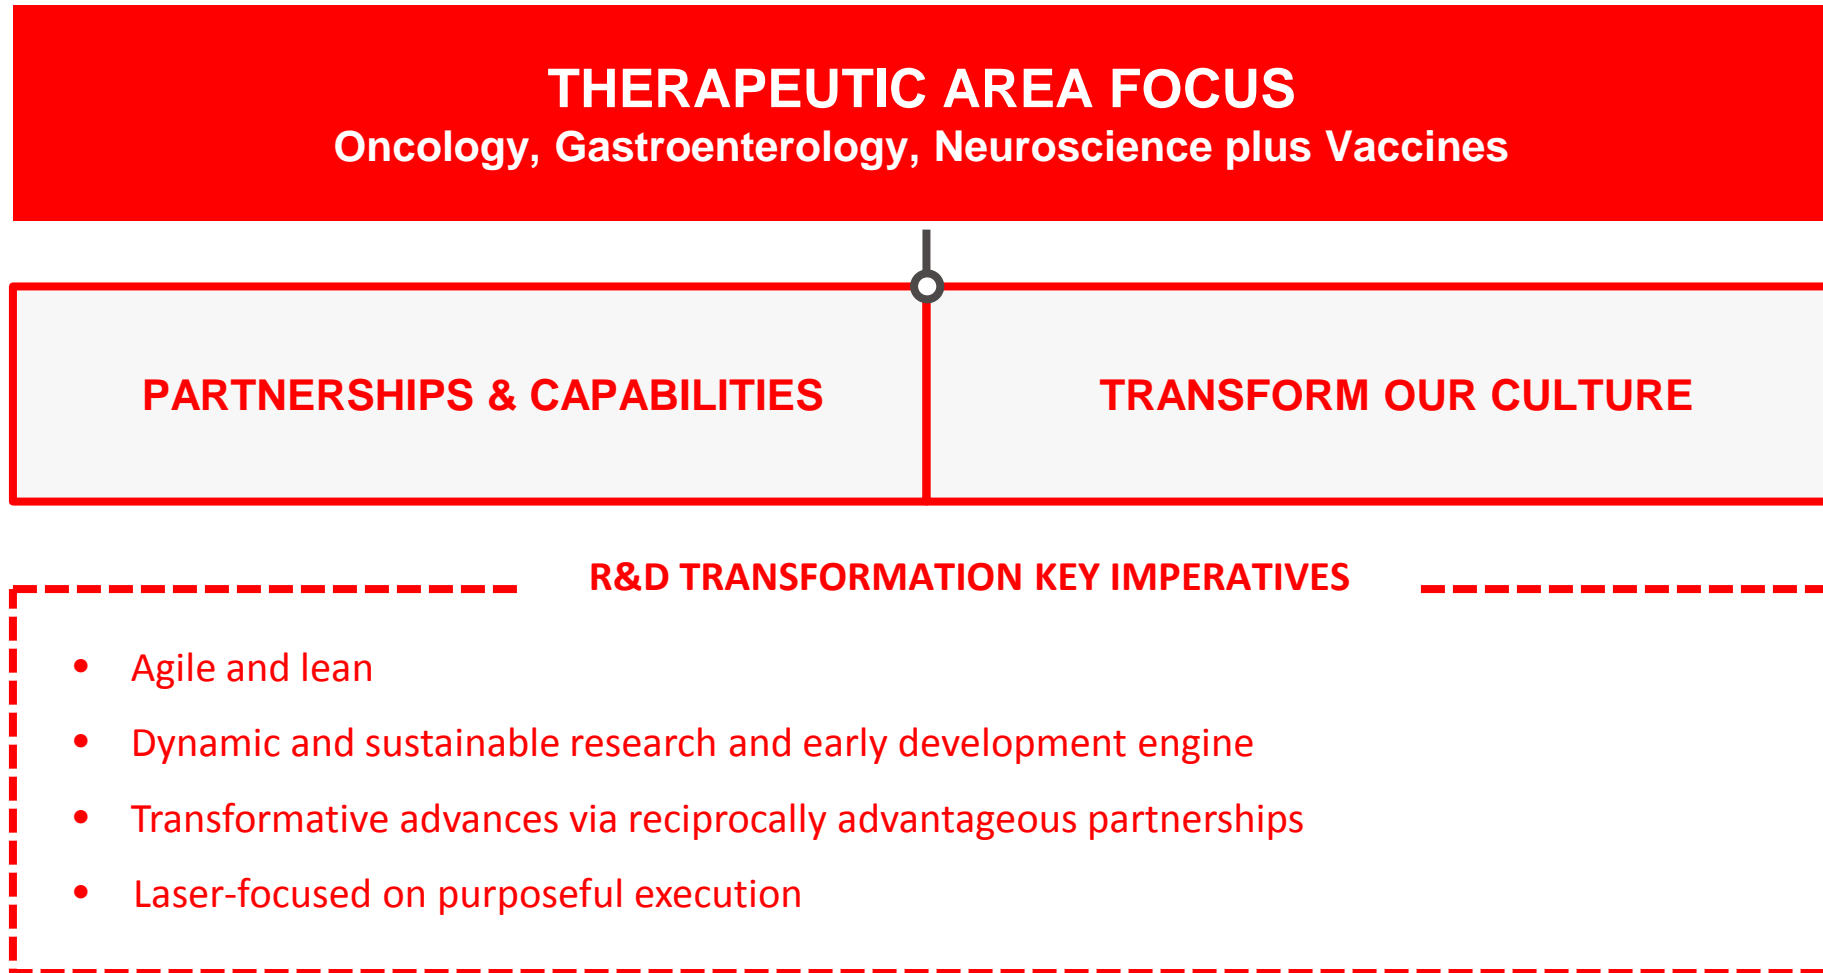 THERAPEUTIC AREA FOCUS
Oncology, Gastroenterology, Neuroscience plus Vaccines
PARTNERSHIPS & CAPABILITIES
TRANSFORM OUR CULTURE
R&D TRANSFORMATION KEY IMPERATIVES
• Agile and lean
• Dynamic and sustainable research and early development engine
• Transformative advances via reciprocally advantageous partnerships
• Laser-focused on purposeful execution